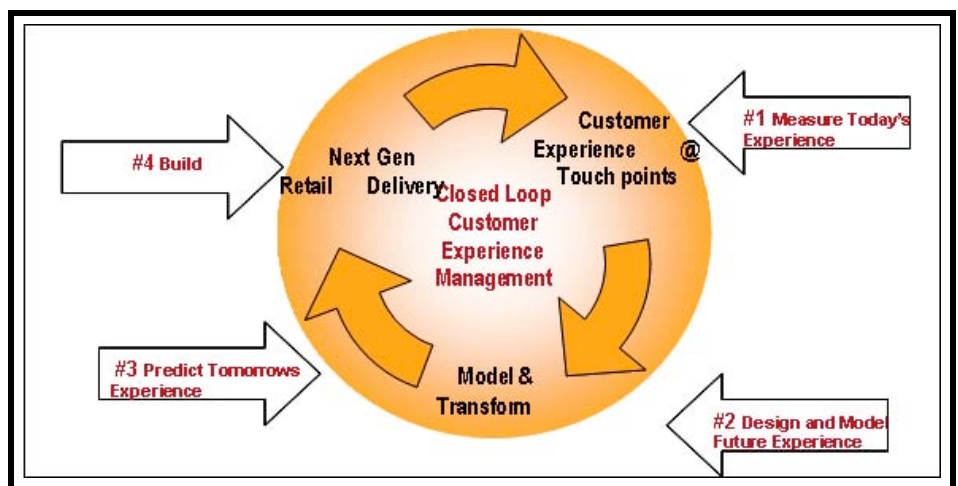 Customer
Experience @
Touch points
#1 Measure Today's
Experience
#4 Build
Next Gen
Retail Delivery
Closed Loop
Customer
Experience
Management
#3 Predict Tomorrows
Experience
Model &
Transform
#2 Design and Model
Future Experience